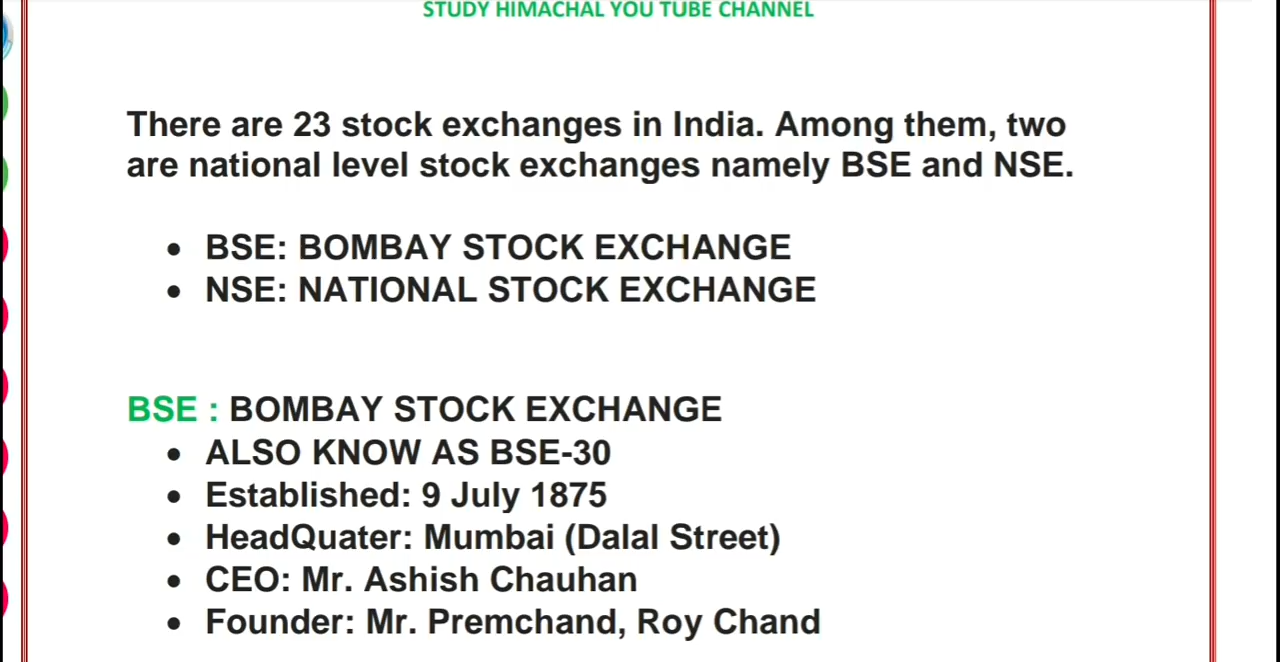 STUDY HIMACHAL YOU TUBE CHANNEL
There are 23 stock exchanges in India. Among them, two
are national level stock exchanges namely BSE and NSE.
• BSE: BOMBAY STOCK EXCHANGE
• NSE: NATIONAL STOCK EXCHANGE
BSE : BOMBAY STOCK EXCHANGE
• ALSO KNOW AS BSE-30
• Established: 9 July 1875
• HeadQuater: Mumbai (Dalal Street)
• CEO: Mr. Ashish Chauhan
• Founder: Mr. Premchand, Roy Chand